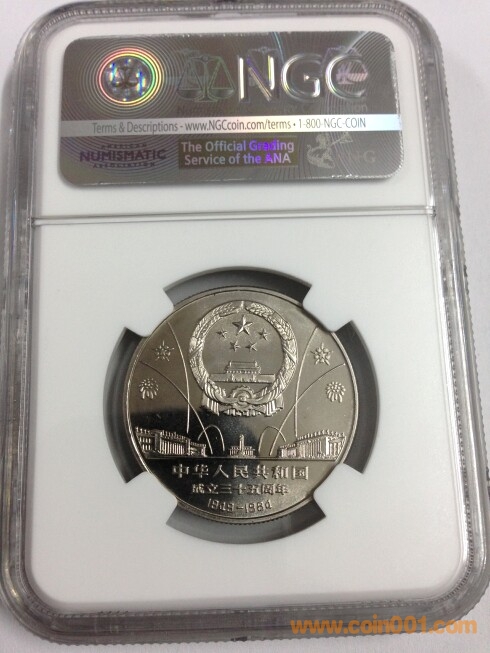 NGC
Terms & Descriptions - www.NGCcoin.com/terms • 1-800-NGC-COIN
NUMISMATIC
The Official Grading
Service of the ANA
中华人民共和国
成立三十五周年
1949-1984
www.coin001.com